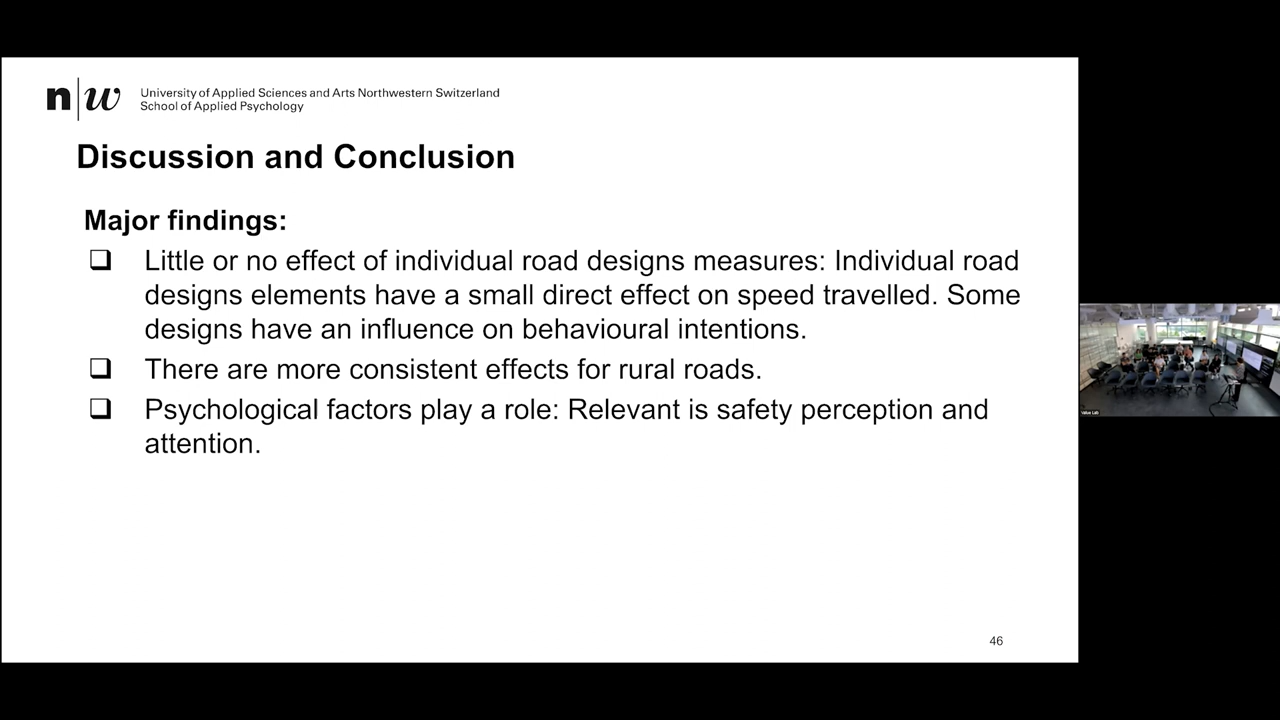 n|w University of Applied Sciences and Arts Northwestern Switzerland
School of Applied Psychology
Discussion and Conclusion
Major findings:
❑ Little or no effect of individual road designs measures: Individual road
designs elements have a small direct effect on speed travelled. Some
designs have an influence on behavioural intentions.
❑ There are more consistent effects for rural roads.
❑ Psychological factors play a role: Relevant is safety perception and
attention.
46
Value Lab